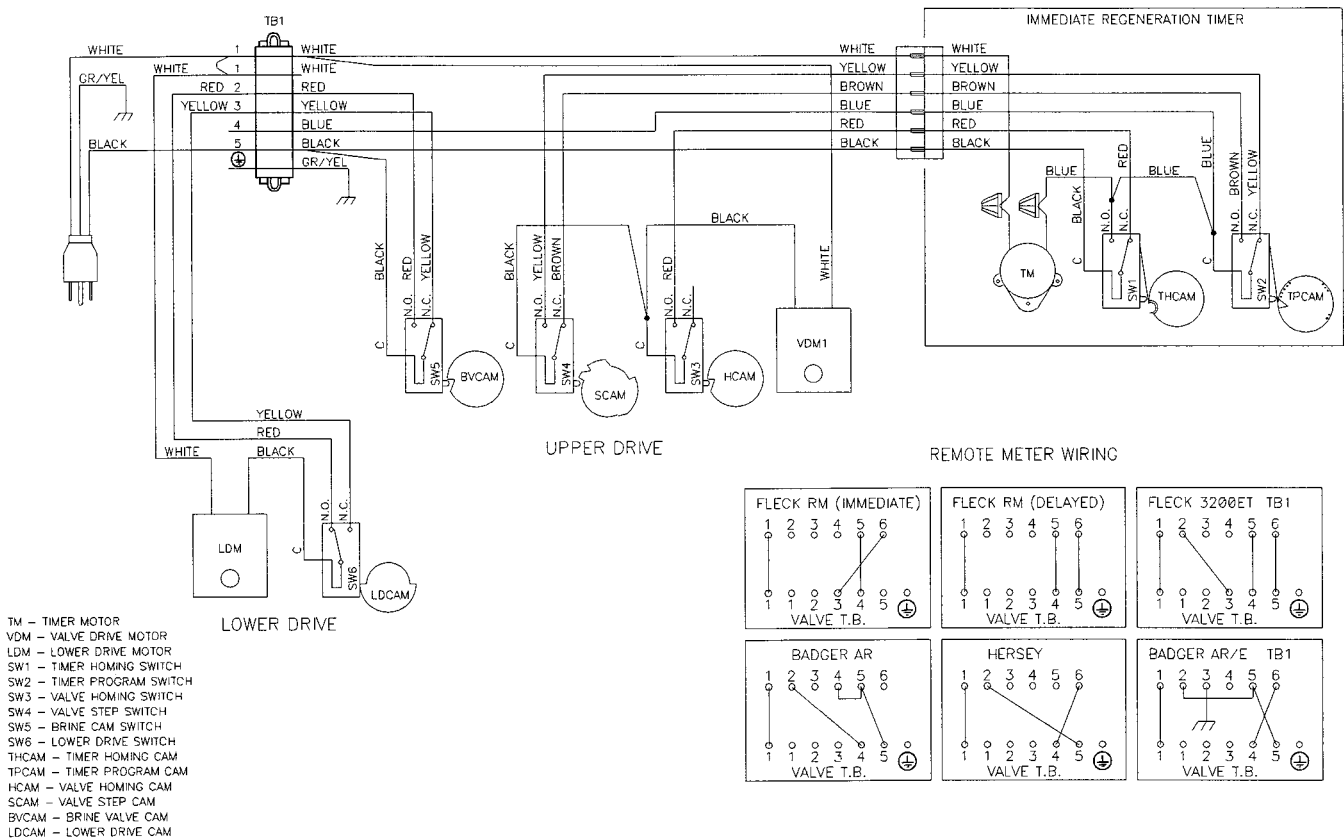 TB1
IMMEDIATE REGENERATION TIMER
WHITE 1 WHITE WHITE WHITE
WHITE 1 WHITE YELLOW YELLOW
GR/YEL
RED 2 RED BROWN BROWN
YELLOW 3 YELLOW BLUE BLUE
4 BLUE RED RED
BLACK 5 BLACK BLACK BLACK
GR/YEL
BLUE BLUE
BLACK RED BLUE BROWN YELLOW
N.O. N.C. N.O. N.C.
C C
TM SW1 THCAM SW2 TPCAM
BLACK
BLACK RED YELLOW BLACK YELLOW BROWN RED WHITE
N.O. N.C. N.O. N.C. N.O. N.C.
C C C
SW5 BVCAM SW4 SCAM SW3 HCAM VDM1
UPPER DRIVE
YELLOW
RED
WHITE BLACK
N.O. N.C.
C
LDM SW6 LDCAM
LOWER DRIVE
TM – TIMER MOTOR
VDM – VALVE DRIVE MOTOR
LDM – LOWER DRIVE MOTOR
SW1 – TIMER HOMING SWITCH
SW2 – TIMER PROGRAM SWITCH
SW3 – VALVE HOMING SWITCH
SW4 – VALVE STEP SWITCH
SW5 – BRINE CAM SWITCH
SW6 – LOWER DRIVE SWITCH
THCAM – TIMER HOMING CAM
TPCAM – TIMER PROGRAM CAM
HCAM – VALVE HOMING CAM
SCAM – VALVE STEP CAM
BVCAM – BRINE VALVE CAM
LDCAM – LOWER DRIVE CAM
REMOTE METER WIRING
FLECK RM (IMMEDIATE)
1 2 3 4 5 6
1 1 2 3 4 5
VALVE T.B.
FLECK RM (DELAYED)
1 2 3 4 5 6
1 1 2 3 4 5
VALVE T.B.
FLECK 3200ET TB1
1 2 3 4 5 6
1 1 2 3 4 5
VALVE T.B.
BADGER AR
1 2 3 4 5 6
1 1 2 3 4 5
VALVE T.B.
HERSEY
1 2 3 4 5 6
1 1 2 3 4 5
VALVE T.B.
BADGER AR/E TB1
1 2 3 4 5 6
1 1 2 3 4 5
VALVE T.B.